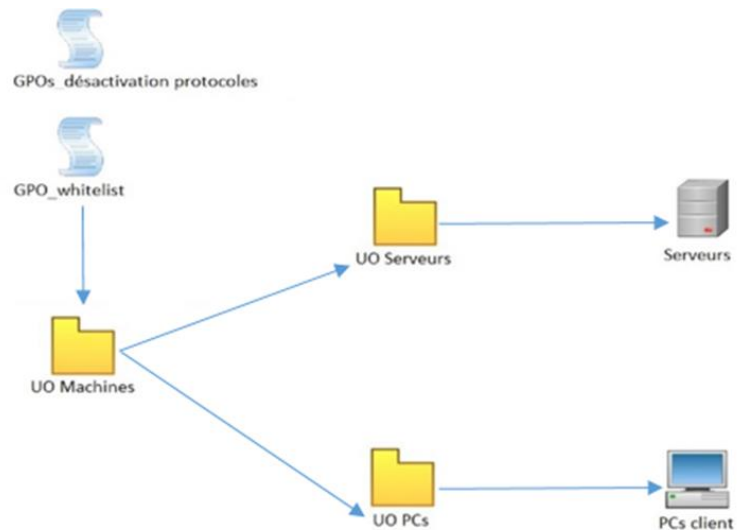 GPOs_désactivation protocoles
GPO_whitelist
UO Serveurs
Serveurs
UO Machines
UO PCs
PCs client